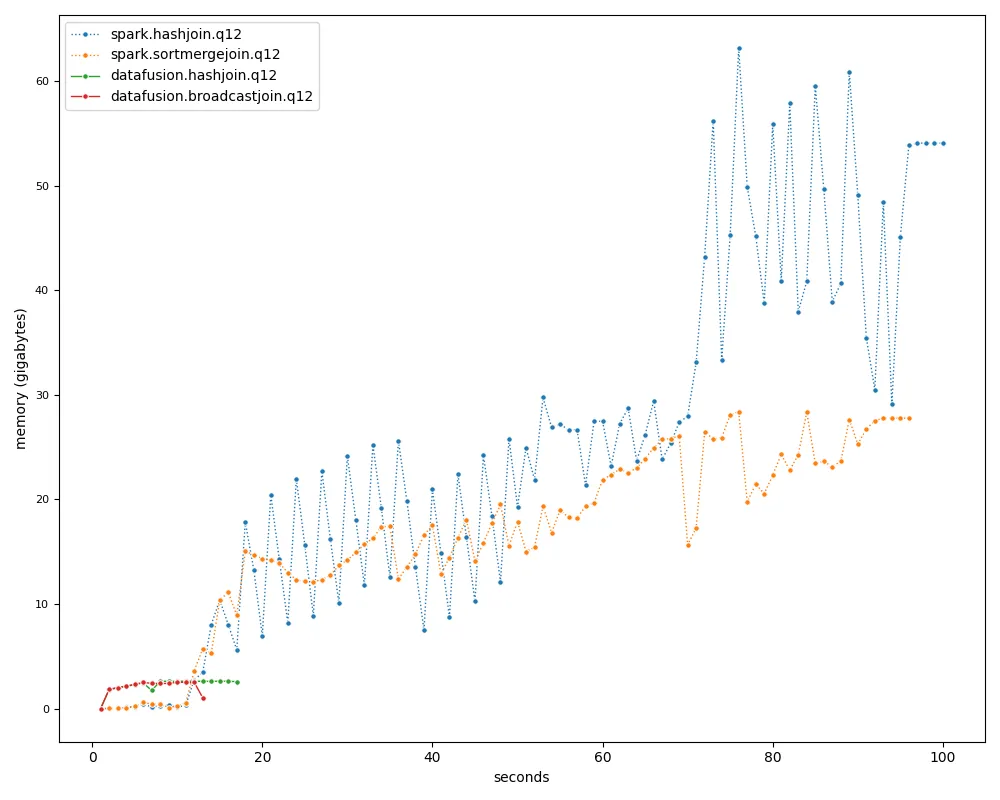 spark.hashjoin.q12
spark.sortmergejoin.q12
datafusion.hashjoin.q12
datafusion.broadcastjoin.q12
60
50
40
30
20
10
0
memory (gigabytes)
0 20 40 60 80 100
seconds